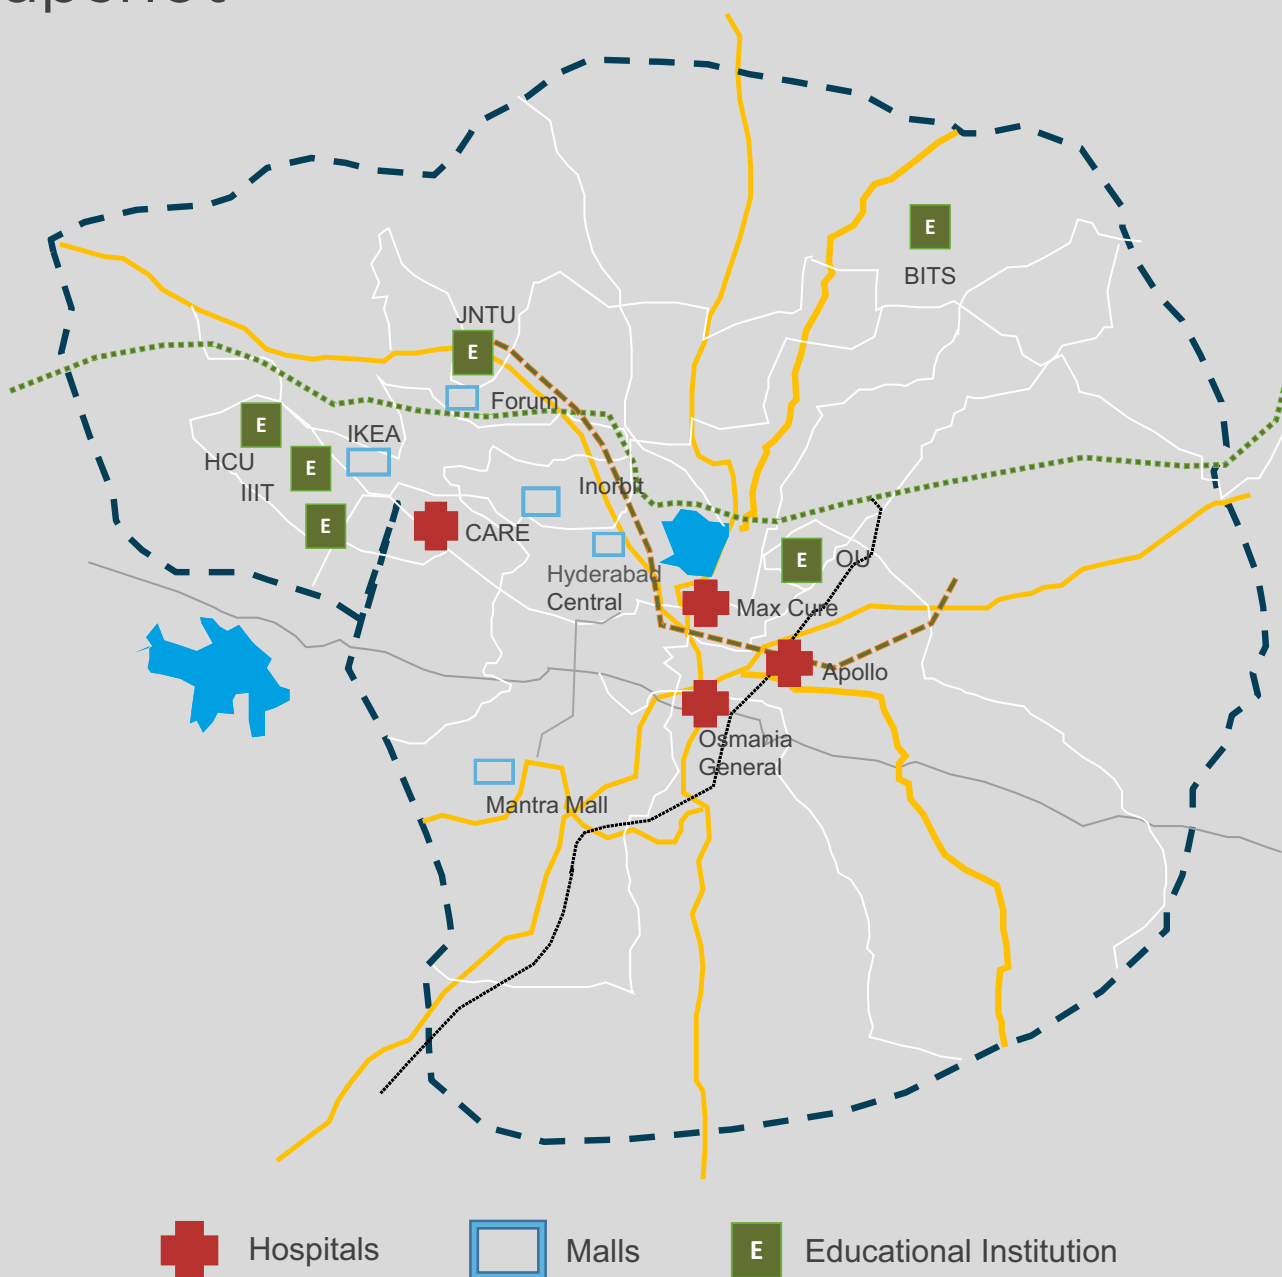 E
BITS
JNTU
E
Forum
E
IKEA
HCU
E
IIIT
Inorbit
E
CARE
Hyderabad
Central
E
OU
Max Cure
Apollo
Osmania
General
Mantra Mall
Hospitals
Malls
E
Educational Institution